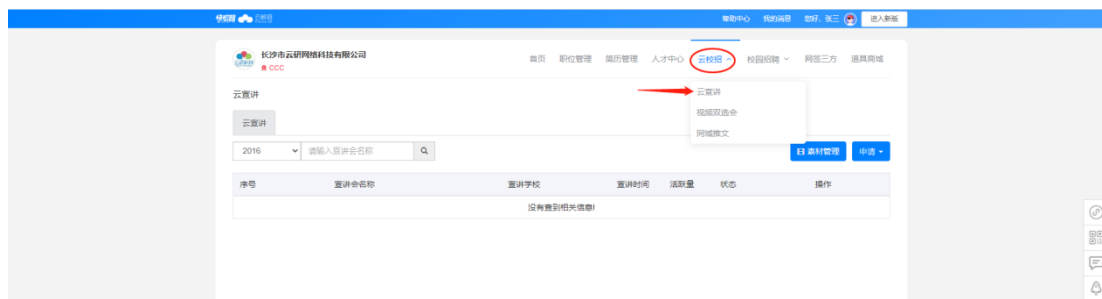 帮助中心 我的消息 您好，张三 进入新版
长沙市云研网络科技有限公司
CCC
首页 职位管理 简历管理 人才中心 云校招 校园招聘 网签三方 道具商城
云宣讲
视频双选会
同城推文
云宣讲
云宣讲
2016 请输入宣讲会名称 素材管理 申请
序号 宣讲会名称 宣讲学校 宣讲时间 活跃量 状态 操作
没有查到相关信息!